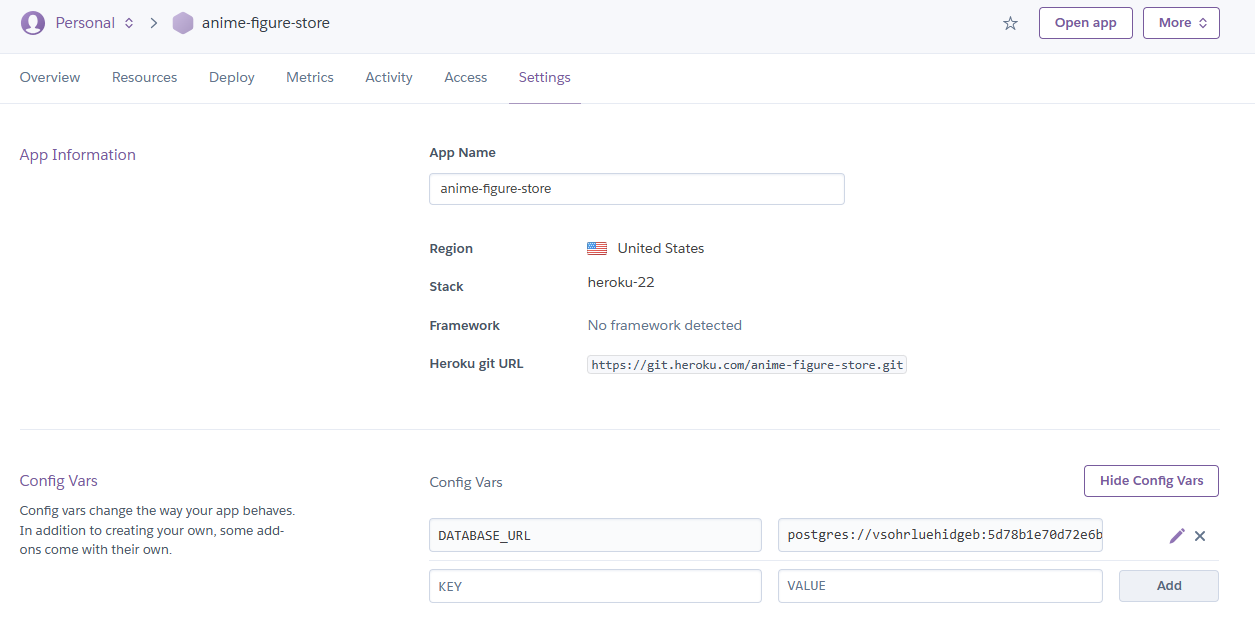 Personal
anime-figure-store
Open app
More
Overview
Resources
Deploy
Metrics
Activity
Access
Settings
App Information
App Name
anime-figure-store
Region
United States
Stack
heroku-22
Framework
No framework detected
Heroku git URL
https://git.heroku.com/anime-figure-store.git
Config Vars
Config vars change the way your app behaves.
In addition to creating your own, some add-
ons come with their own.
Config Vars
Hide Config Vars
DATABASE_URL
postgres://vsohrluehidgeb:5d78b1e70d72e6b
KEY
VALUE
Add